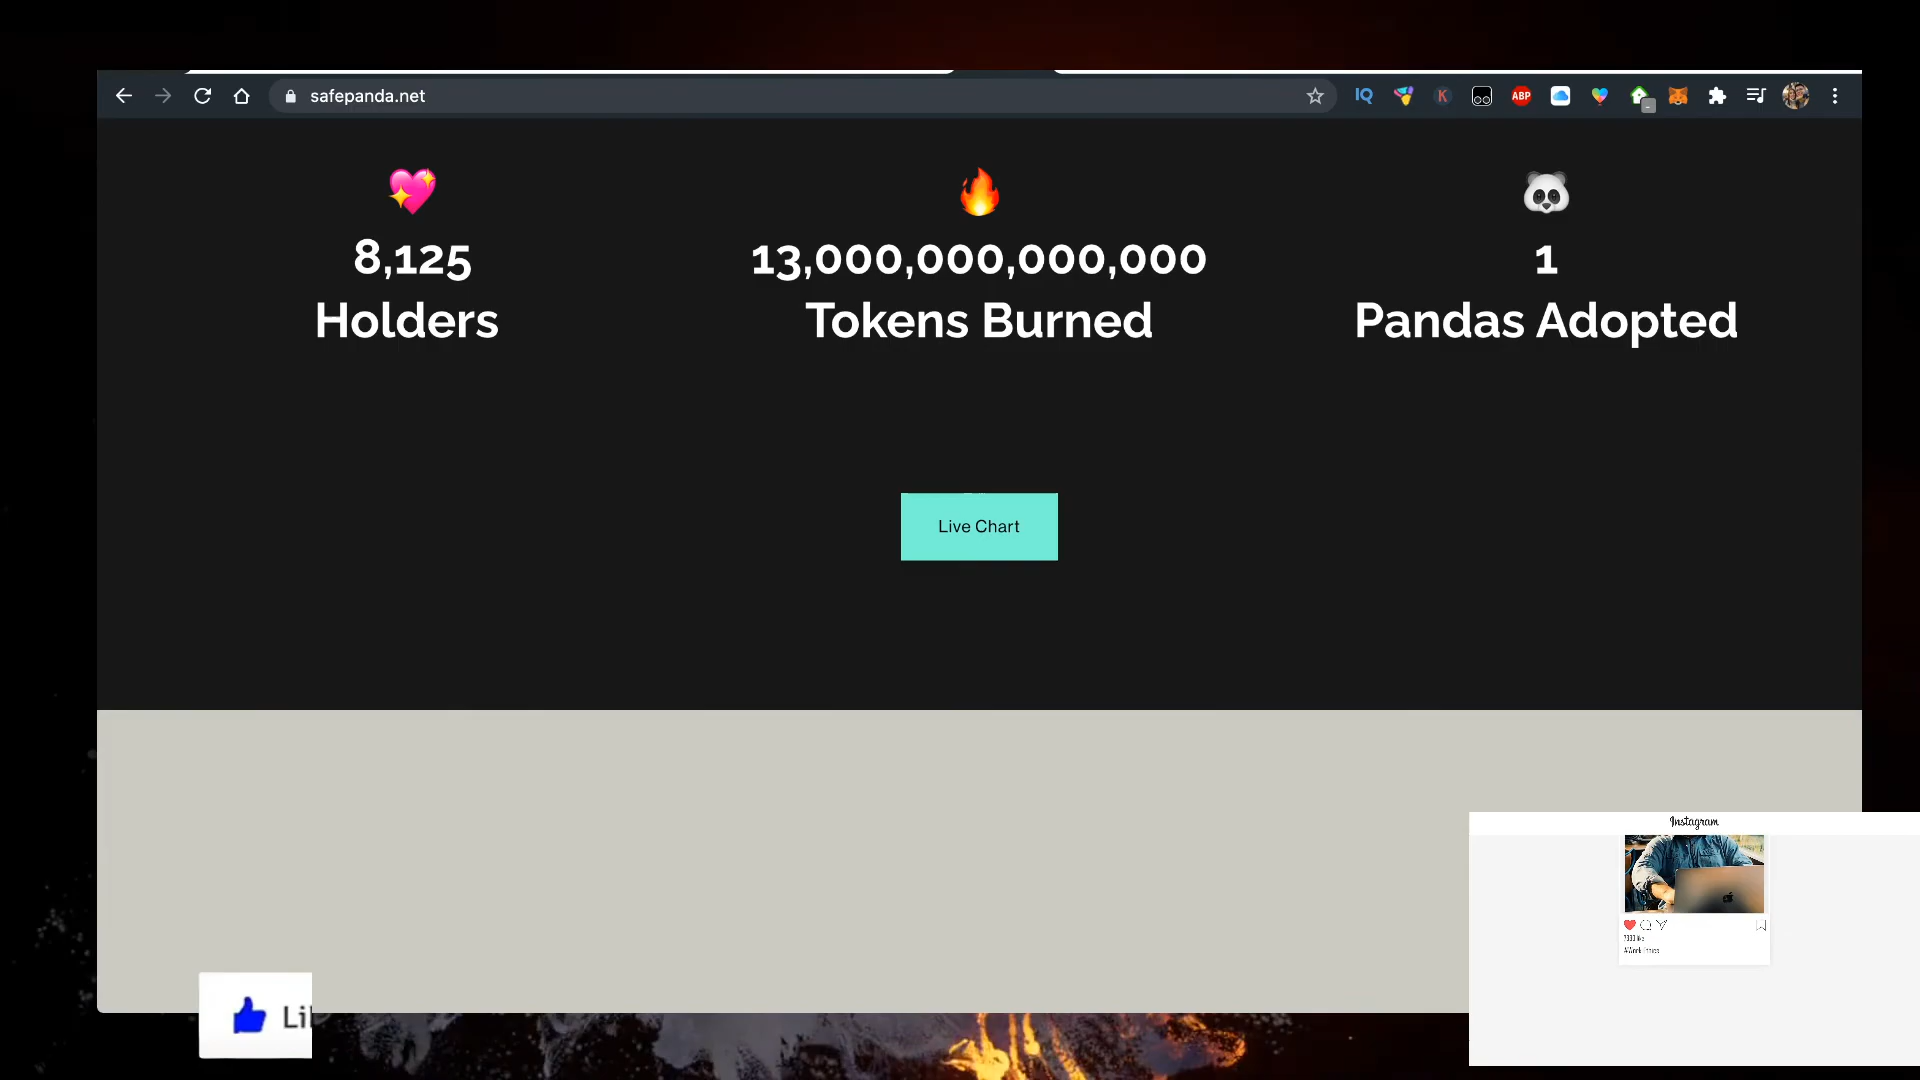 safepanda.net
IQ
K
ABP
8,125
Holders
13,000,000,000,000
Tokens Burned
1
Pandas Adopted
Live Chart
Instagram
Li